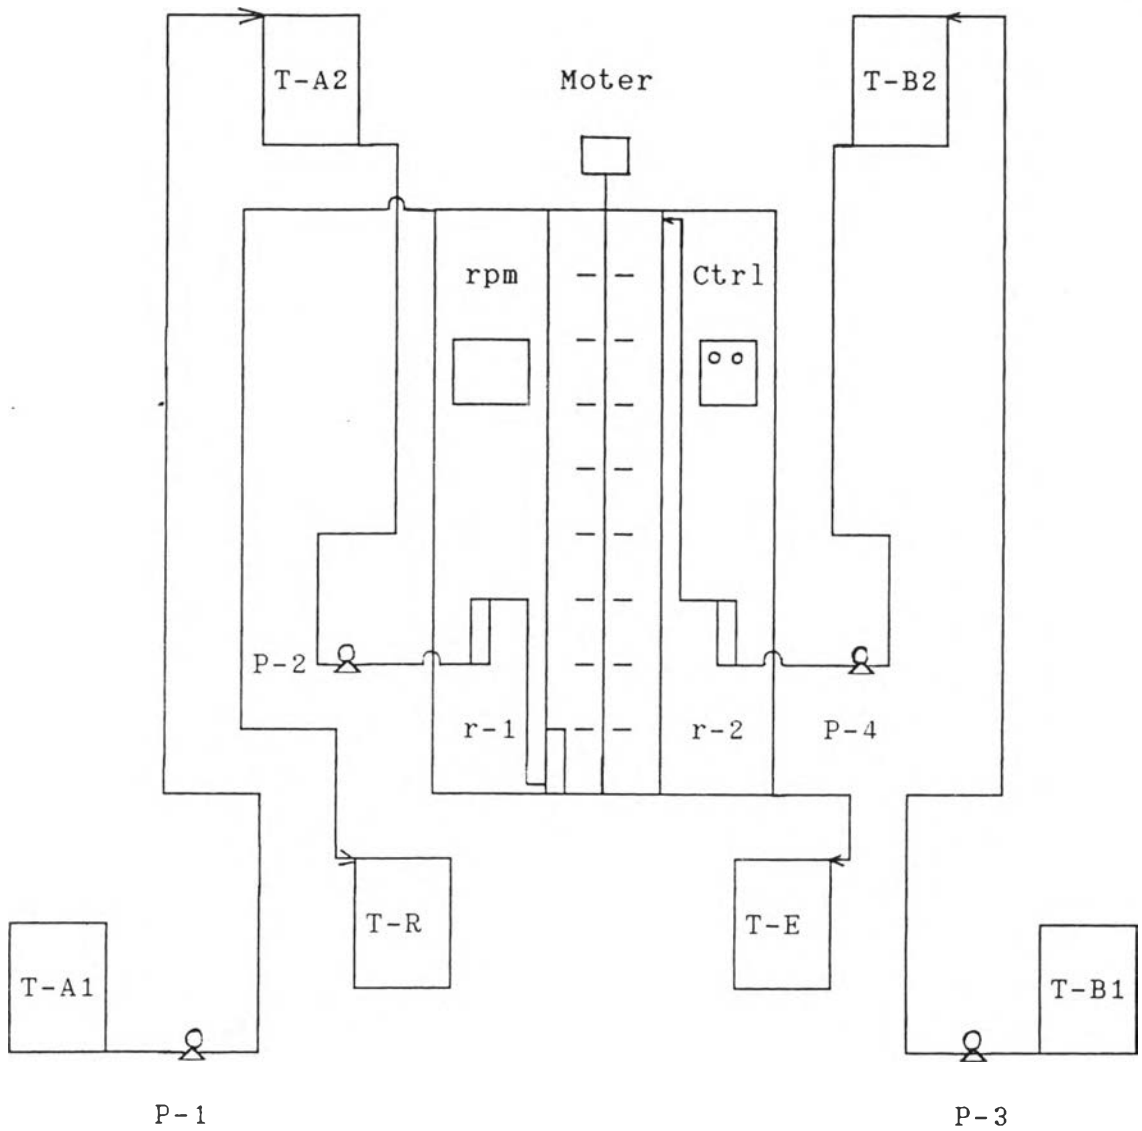 T-A2
Moter
T-B2
rpm
Ctrl
P-2
r-1
r-2
P-4
T-R
T-E
T-A1
T-B1
P-1
P-3